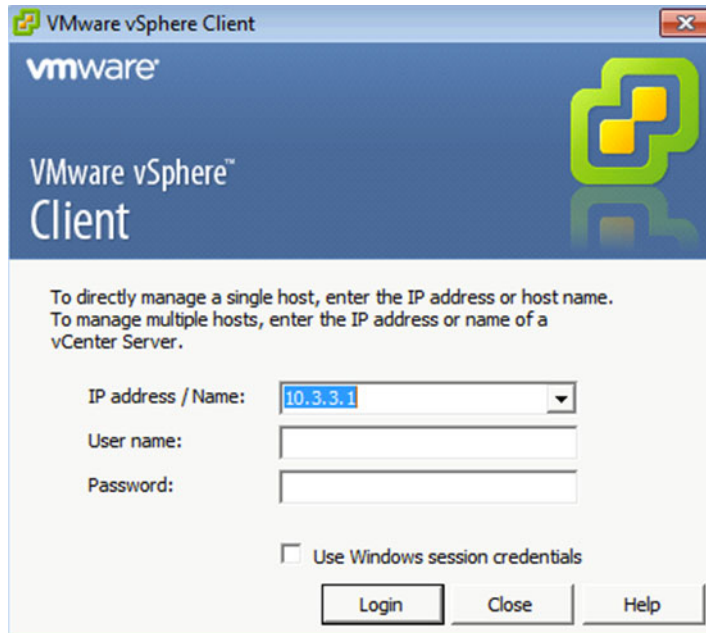 VMware vSphere Client
vmware
VMware vSphere™
Client
To directly manage a single host, enter the IP address or host name.
To manage multiple hosts, enter the IP address or name of a
vCenter Server.
IP address / Name: 10.3.3.1
User name:
Password:
Use Windows session credentials
Login Close Help